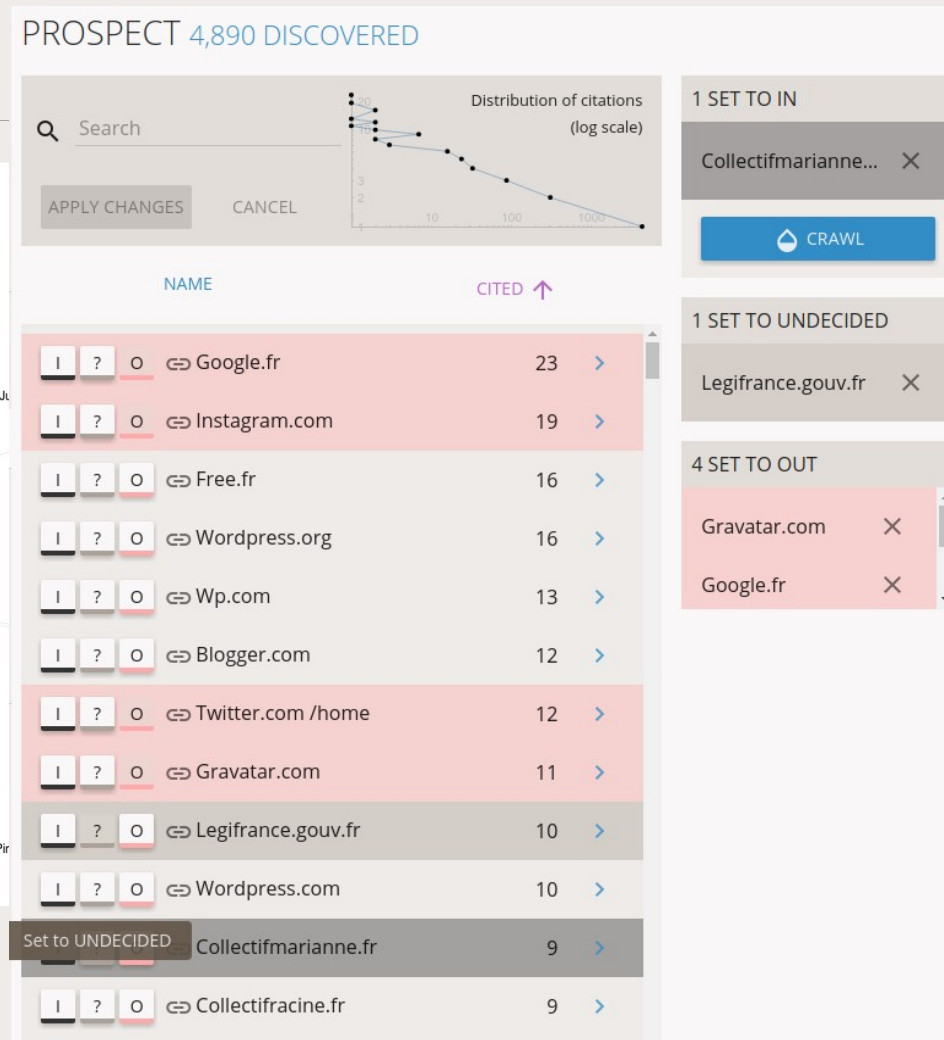 PROSPECT 4,890 DISCOVERED
Search
APPLY CHANGES CANCEL
Distribution of citations
(log scale)
20
10
3
2
1
1 10 100 1000
NAME CITED
I ? O Google.fr 23
I ? O Instagram.com 19
I ? O Free.fr 16
I ? O Wordpress.org 16
I ? O Wp.com 13
I ? O Blogger.com 12
I ? O Twitter.com /home 12
I ? O Gravatar.com 11
I ? O Legifrance.gouv.fr 10
I ? O Wordpress.com 10
Set to UNDECIDED Collectifmarianne.fr 9
I ? O Collectifracine.fr 9
1 SET TO IN
Collectifmarianne...
CRAWL
1 SET TO UNDECIDED
Legifrance.gouv.fr
4 SET TO OUT
Gravatar.com
Google.fr